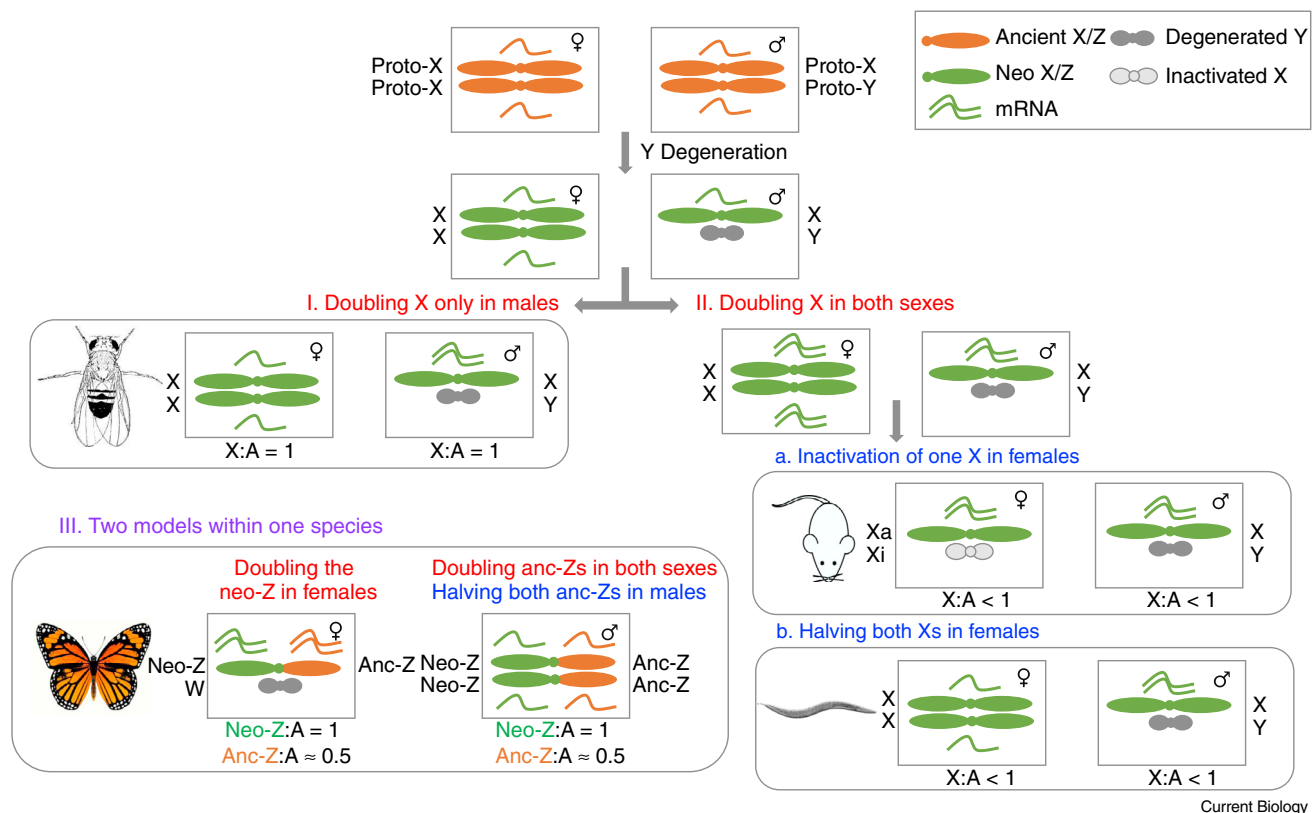 Ancient X/Z
Degenerated Y
Neo X/Z
Inactivated X
mRNA
♀
♂
Proto-X
Proto-X
Proto-X
Proto-Y
Y Degeneration
♀
♂
X
X
X
Y
I. Doubling X only in males
II. Doubling X in both sexes
♀
♂
X
X
X
Y
X:A = 1
X:A = 1
♀
♂
X
X
X
Y
a. Inactivation of one X in females
♀
♂
Xa
Xi
X
Y
X:A < 1
X:A < 1
b. Halving both Xs in females
♀
♂
X
X
X
Y
X:A < 1
X:A < 1
III. Two models within one species
Doubling the
neo-Z in females
Doubling anc-Zs in both sexes
Halving both anc-Zs in males
♀
♂
Neo-Z
W
Anc-Z
Neo-Z
Neo-Z
Anc-Z
Anc-Z
Neo-Z:A = 1
Anc-Z:A ≈ 0.5
Neo-Z:A = 1
Anc-Z:A ≈ 0.5
Current Biology